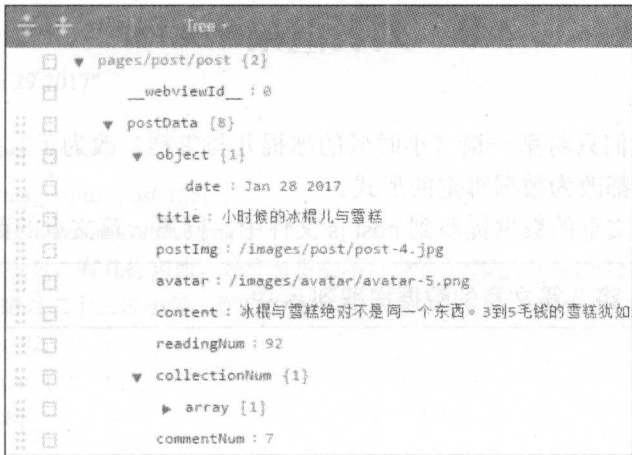 Tree
pages/post/post {2}
__webviewId__ : 0
postData {8}
object {1}
date : Jan 28 2017
title : 小时候的冰棍儿与雪糕
postImg : /images/post/post-4.jpg
avatar : /images/avatar/avatar-5.png
content : 冰棍与雪糕绝对不是同一个东西。3到5毛钱的雪糕犹如
readingNum : 92
collectionNum {1}
array [1]
commentNum : 7